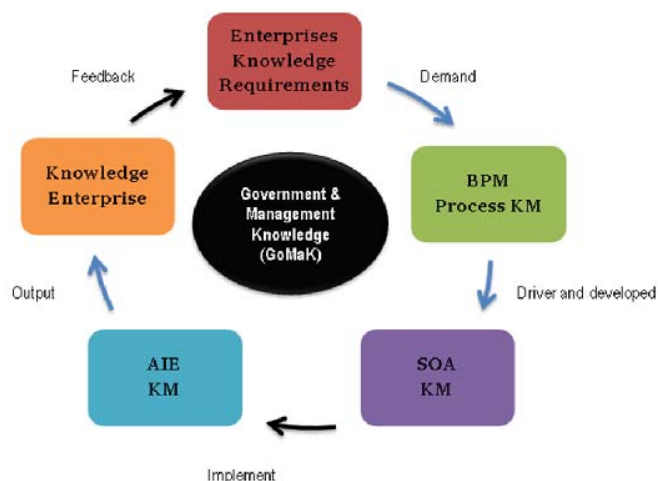 Enterprises
Knowledge
Requirements
Feedback
Demand
Knowledge
Enterprise
Government &
Management
Knowledge
(GoMaK)
BPM
Process KM
Output
Driver and developed
AIE
KM
SOA
KM
Implement